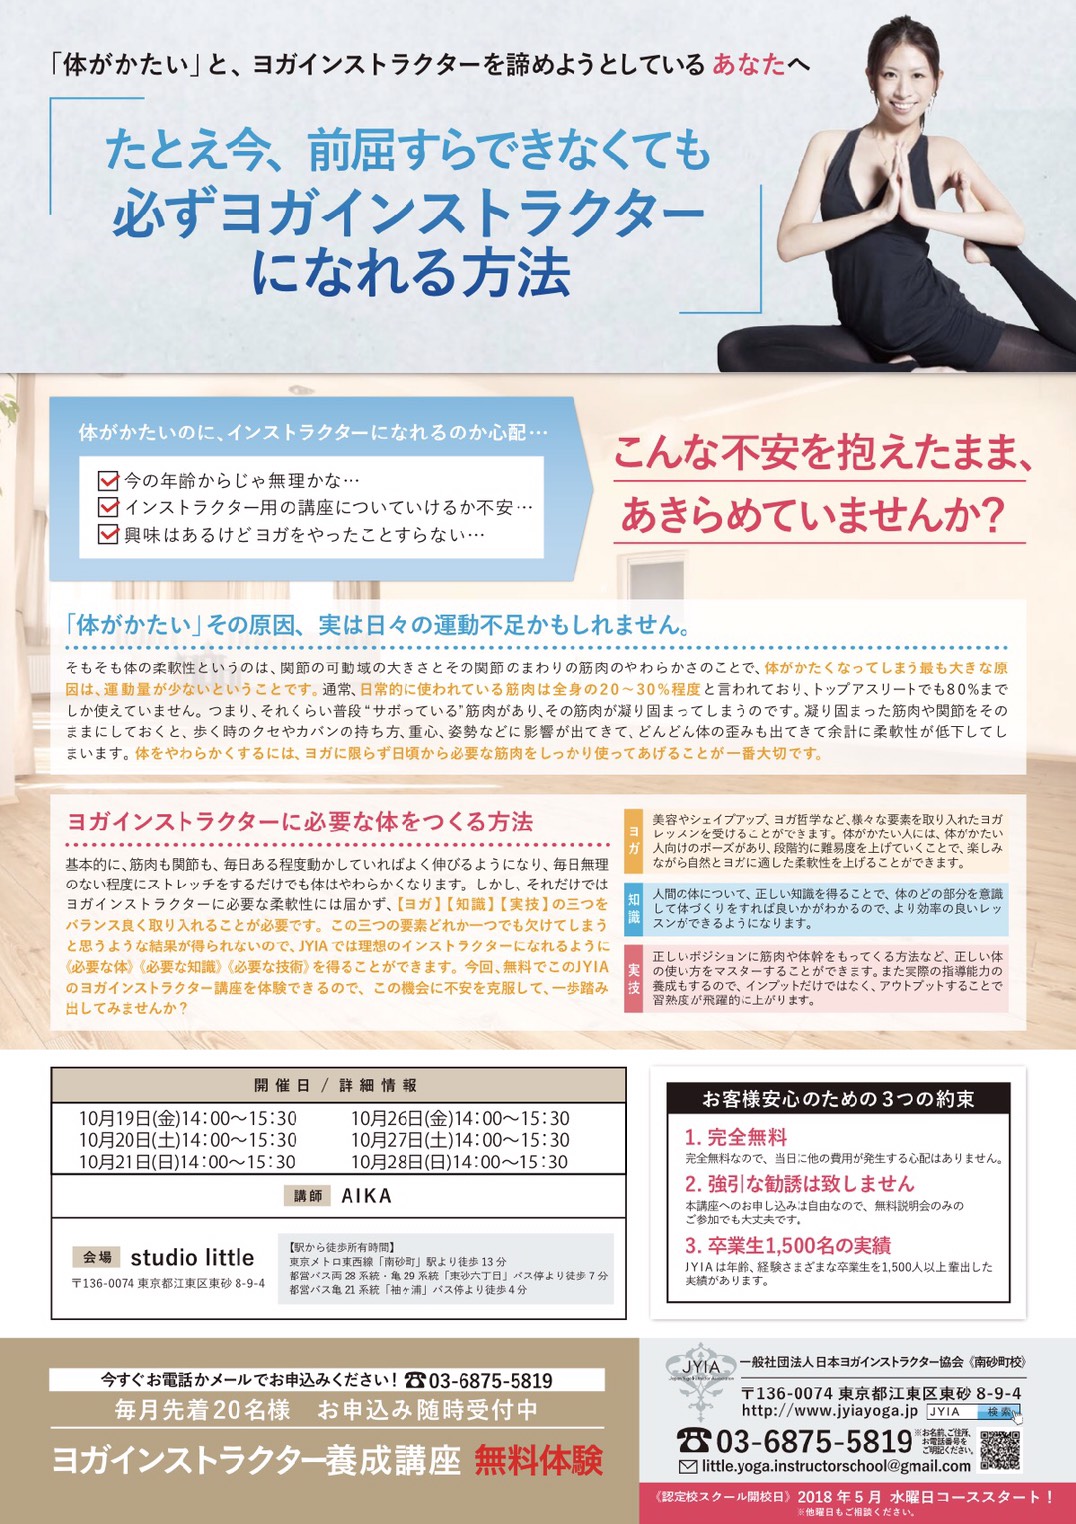 「体がかたい」と、ヨガインストラクターを諦めようとしているあなたへ
たとえ今、前屈すらできなくても
必ずヨガインストラクター
になれる方法
体がかたいのに、インストラクターになれるのか心配…
今の年齢からじゃ無理かな…
インストラクター用の講座についていけるか不安…
興味はあるけどヨガをやったことすらない…
こんな不安を抱えたまま、
あきらめていませんか？
「体がかたい」その原因、実は日々の運動不足かもしれません。
そもそも体の柔軟性というのは、関節の可動域の大きさとその関節のまわりの筋肉のやわらかさのことで、体がかたくなってしまう最も大きな原
因は、運動量が少ないということです。通常、日常的に使われている筋肉は全身の20～30％程度と言われており、トップアスリートでも80％まで
しか使えていません。つまり、それくらい普段“サボっている”筋肉があり、その筋肉が凝り固まってしまうのです。凝り固まった筋肉や関節をその
ままにしておくと、歩く時のクセやカバンの持ち方、重心、姿勢などに影響が出てきて、どんどん体の歪みも出てきて余計に柔軟性が低下してし
まいます。体をやわらかくするには、ヨガに限らず日頃から必要な筋肉をしっかり使ってあげることが一番大切です。
ヨガインストラクターに必要な体をつくる方法
基本的に、筋肉も関節も、毎日ある程度動かしていればよく伸びるようになり、毎日無理
のない程度にストレッチをするだけでも体はやわらかくなります。しかし、それだけでは
ヨガインストラクターに必要な柔軟性には届かず、【ヨガ】【知識】【実技】の三つを
バランス良く取り入れることが必要です。この三つの要素どれか一つでも欠けてしまう
と思うような結果が得られないので、JYIAでは理想のインストラクターになれるように
《必要な体》《必要な知識》《必要な技術》を得ることができます。今回、無料でこのJYIA
のヨガインストラクター講座を体験できるので、この機会に不安を克服して、一歩踏み
出してみませんか？
ヨガ
美容やシェイプアップ、ヨガ哲学など、様々な要素を取り入れたヨガ
レッスンを受けることができます。体がかたい人には、体がかたい
人向けのポーズがあり、段階的に難易度を上げていくことで、楽しみ
ながら自然とヨガに適した柔軟性を上げることができます。
知識
人間の体について、正しい知識を得ることで、体のどの部分を意識
して体づくりをすれば良いかがわかるので、より効率の良いレッ
スンができるようになります。
実技
正しいポジションに筋肉や体幹をもってくる方法など、正しい体
の使い方をマスターすることができます。また実際の指導能力の
養成もするので、インプットだけではなく、アウトプットすることで
習熟度が飛躍的に上がります。
開催日 / 詳細情報
10月19日(金)14：00～15：30 10月26日(金)14：00～15：30
10月20日(土)14：00～15：30 10月27日(土)14：00～15：30
10月21日(日)14：00～15：30 10月28日(日)14：00～15：30
講師 AIKA
会場 studio little
〒136-0074 東京都江東区東砂 8-9-4
【駅から徒歩所有時間】
東京メトロ東西線「南砂町」駅より徒歩13分
都営バス両28系統・亀29系統「東砂六丁目」バス停より徒歩7分
都営バス亀21系統「袖ヶ浦」バス停より徒歩4分
お客様安心のための3つの約束
1. 完全無料
完全無料なので、当日に他の費用が発生する心配はありません。
2. 強引な勧誘は致しません
本講座へのお申し込みは自由なので、無料説明会のみの
ご参加でも大丈夫です。
3. 卒業生1,500名の実績
JYIAは年齢、経験さまざまな卒業生を1,500人以上輩出した
実績があります。
今すぐお電話かメールでお申込みください！☎03-6875-5819
毎月先着20名様 お申込み随時受付中
ヨガインストラクター養成講座 無料体験
JYIA
一般社団法人日本ヨガインストラクター協会《南砂町校》
〒136-0074 東京都江東区東砂 8-9-4
http://www.jyiayoga.jp JYIA 検索
☎03-6875-5819
※お名前、ご住所、
お電話番号を
ご明記ください。
little.yoga.instructorschool@gmail.com
《認定校スクール開校日》2018年5月 水曜日コーススタート！
※他曜日もご相談ください。